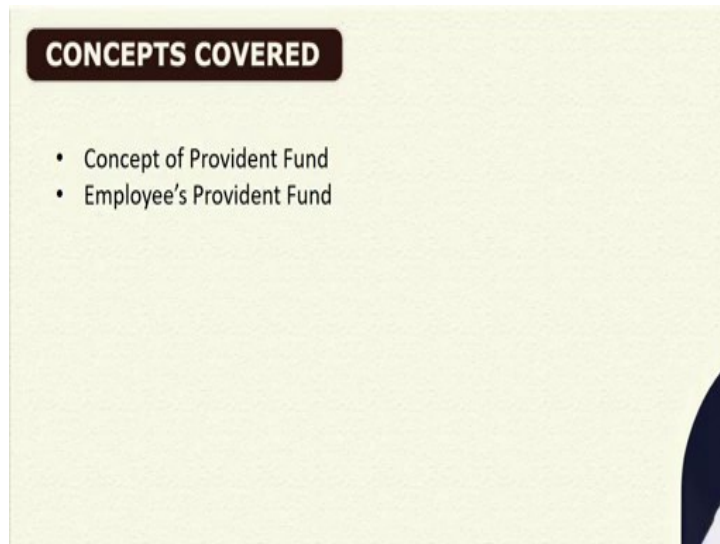 CONCEPTS COVERED
• Concept of Provident Fund
• Employee’s Provident Fund